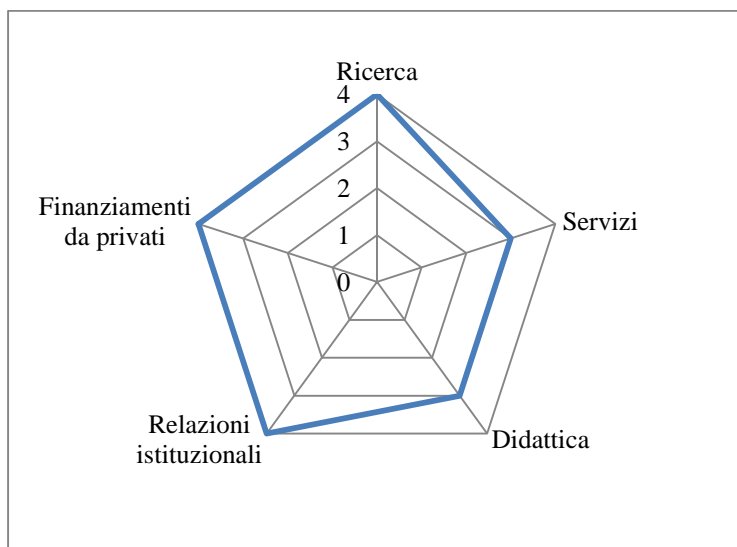 Ricerca
4
3
2
1
0
Servizi
Didattica
Relazioni
istituzionali
Finanziamenti
da privati